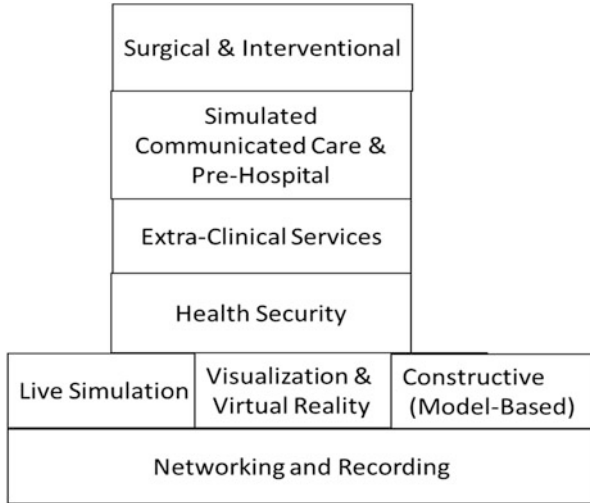 Surgical & Interventional
Simulated
Communicated Care &
Pre-Hospital
Extra-Clinical Services
Health Security
Live Simulation
Visualization &
Virtual Reality
Constructive
(Model-Based)
Networking and Recording